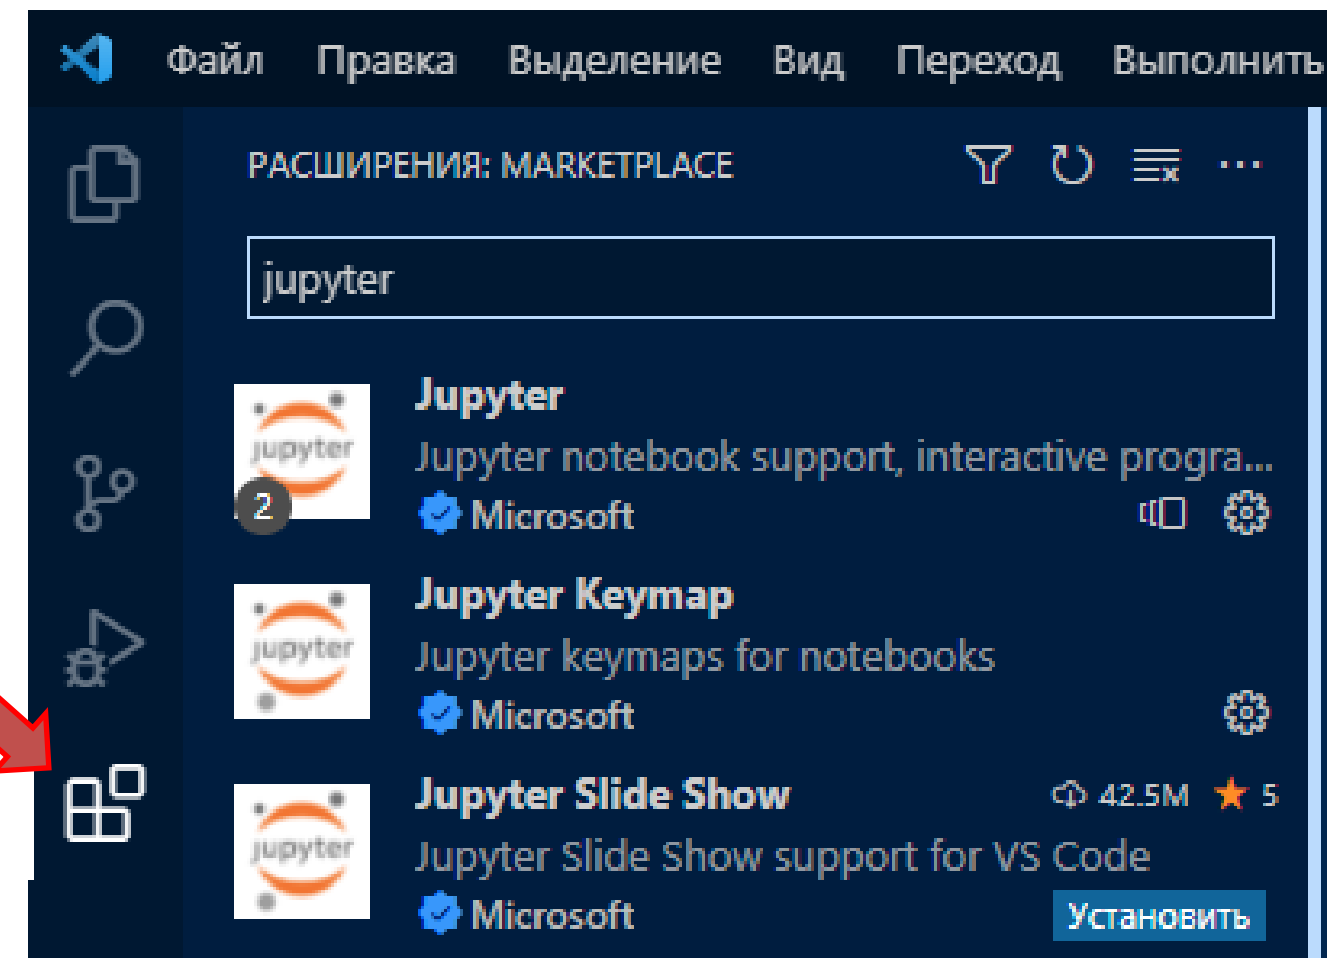 Файл Правка Выделение Вид Переход Выполнить
РАСШИРЕНИЯ: MARKETPLACE
jupyter
Jupyter
jupyter
Jupyter notebook support, interactive progra...
2
Microsoft
Jupyter Keymap
jupyter
Jupyter keymaps for notebooks
Microsoft
Jupyter Slide Show 42.5M 5
jupyter
Jupyter Slide Show support for VS Code
Microsoft
Установить